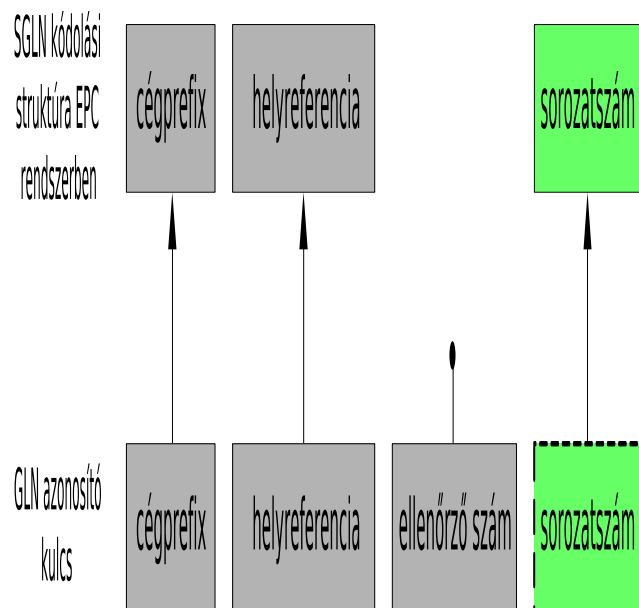 SGLN kódolási
struktúra EPC
rendszerben
cégprefix
helyreferencia
sorozatszám
GLN azonosító
kulcs
cégprefix
helyreferencia
ellenőrző szám
sorozatszám